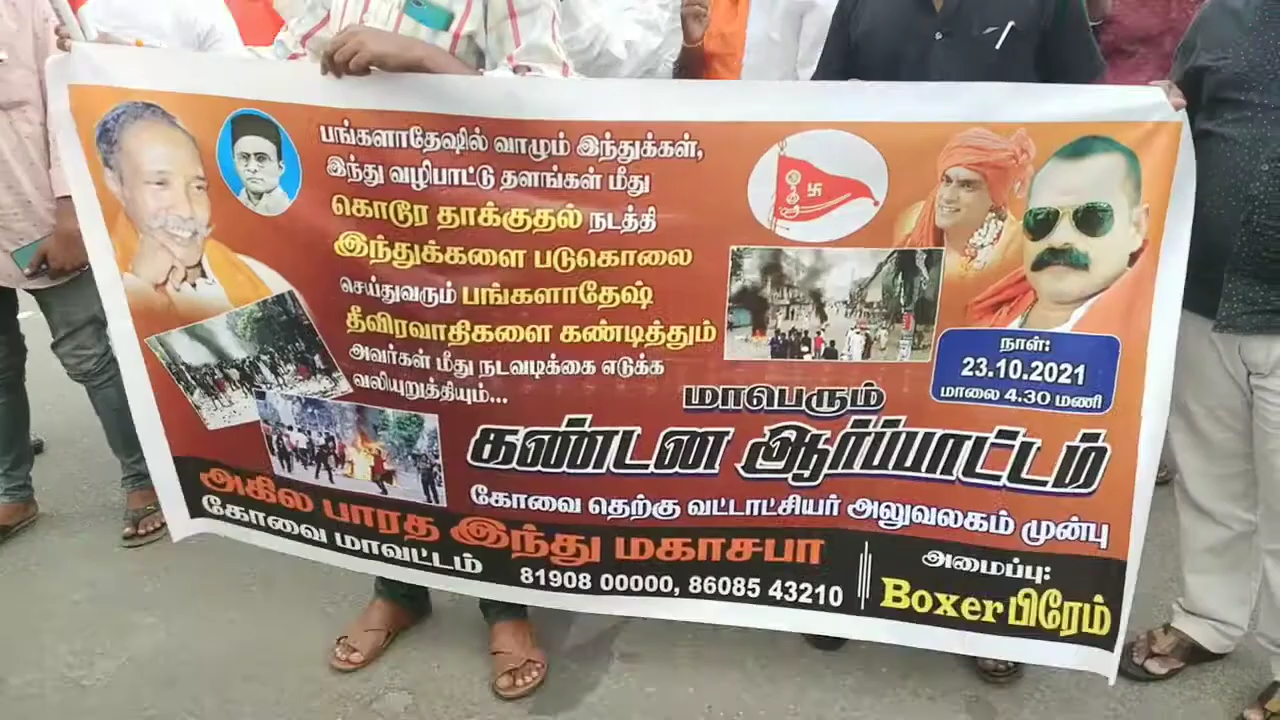 பங்களாதேஷில் வாழும் இந்துக்கள்,
இந்து வழிபாட்டு தளங்கள் மீது
கொடூர தாக்குதல் நடத்தி
இந்துக்களை படுகொலை
செய்துவரும் பங்களாதேஷ்
தீவிரவாதிகளை கண்டித்தும்
அவர்கள் மீது நடவடிக்கை எடுக்க
வலியுறுத்தியும்...
நாள்:
23.10.2021
மாலை 4.30 மணி
மாபெரும்
கண்டன ஆர்ப்பாட்டம்
கோவை தெற்கு வட்டாட்சியர் அலுவலகம் முன்பு
அகில பாரத இந்து மகாசபா
கோவை மாவட்டம்
81908 00000, 86085 43210
அமைப்பு:
Boxer பிரேம்